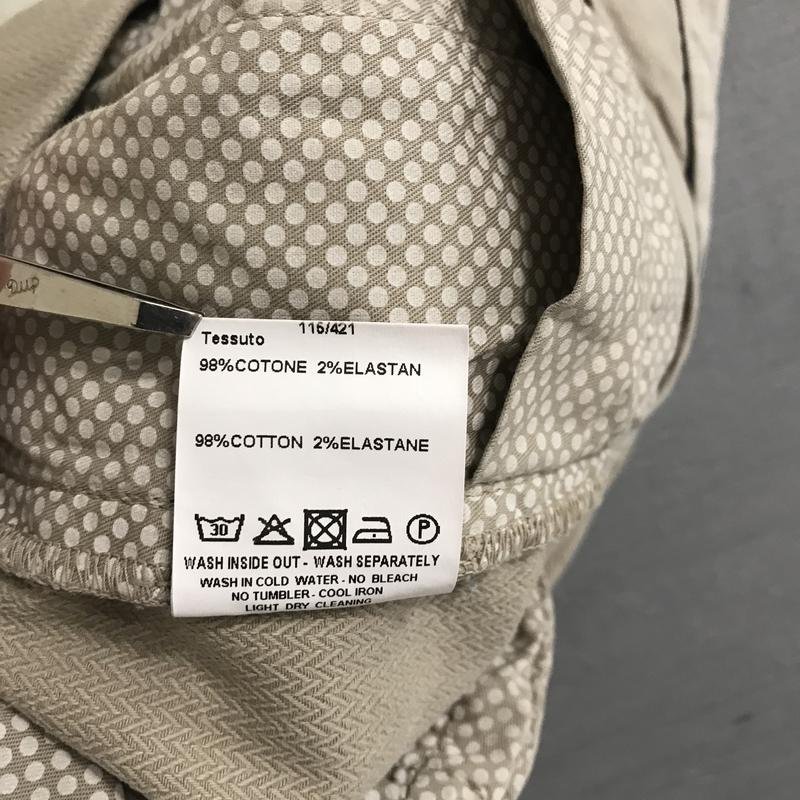 116/421
Tessuto
98%COTONE 2%ELASTAN
98%COTTON 2%ELASTANE
30 P
WASH INSIDE OUT - WASH SEPARATELY
WASH IN COLD WATER - NO BLEACH
NO TUMBLER - COOL IRON
LIGHT DRY CLEANING